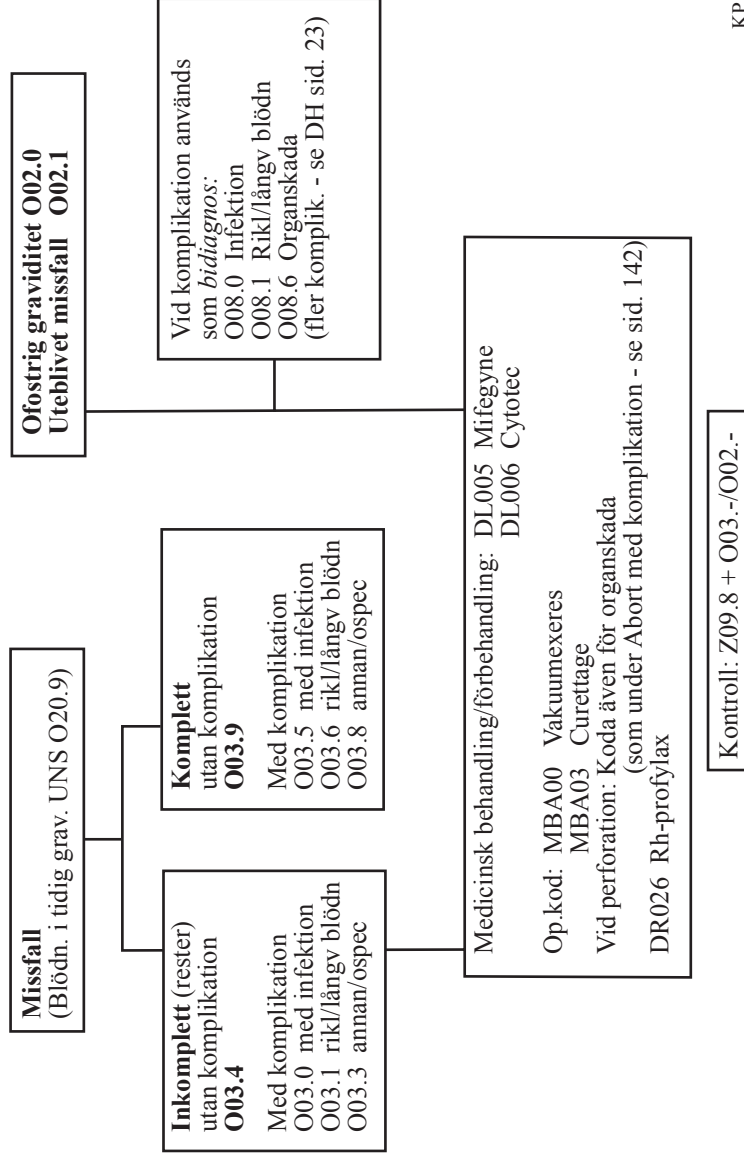 Missfall
(Blödn. i tidig grav. UNS O20.9)
Ofostrig graviditet O02.0
Uteblivet missfall O02.1
Inkomplett (rester)
utan komplikation
O03.4
Med komplikation
O03.0 med infektion
O03.1 rikl/långv blödn
O03.3 annan/ospec
Komplett
utan komplikation
O03.9
Med komplikation
O03.5 med infektion
O03.6 rikl/långv blödn
O03.8 annan/ospec
Vid komplikation används
som bidiagnos:
O08.0 Infektion
O08.1 Rikl/långv blödn
O08.6 Organskada
(fler komplik. - se DH sid. 23)
Medicinsk behandling/förbehandling: DL005 Mifegyne
DL006 Cytotec
Op.kod: MBA00 Vakuumexeres
MBA03 Curettage
Vid perforation: Koda även för organskada
(som under Abort med komplikation - se sid. 142)
DR026 Rh-profylax
Kontroll: Z09.8 + O03.-/O02.-
KP